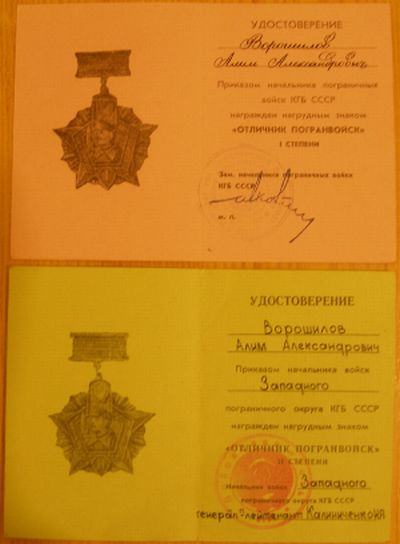 УДОСТОВЕРЕНИЕ
Ворошилов
Алим Александрович
Приказом начальника пограничных
войск КГБ СССР
награжден нагрудным знаком
«ОТЛИЧНИК ПОГРАНВОЙСК»
I СТЕПЕНИ
Зам. начальника пограничных войск
КГБ СССР
м. п.
УДОСТОВЕРЕНИЕ
Ворошилов
Алим Александрович
Приказом начальника войск
Западного
пограничного округа КГБ СССР
награжден нагрудным знаком
«ОТЛИЧНИК ПОГРАНВОЙСК»
II СТЕПЕНИ
Начальник войск Западного
пограничного округа КГБ СССР
генерал-лейтенант Калиниченко